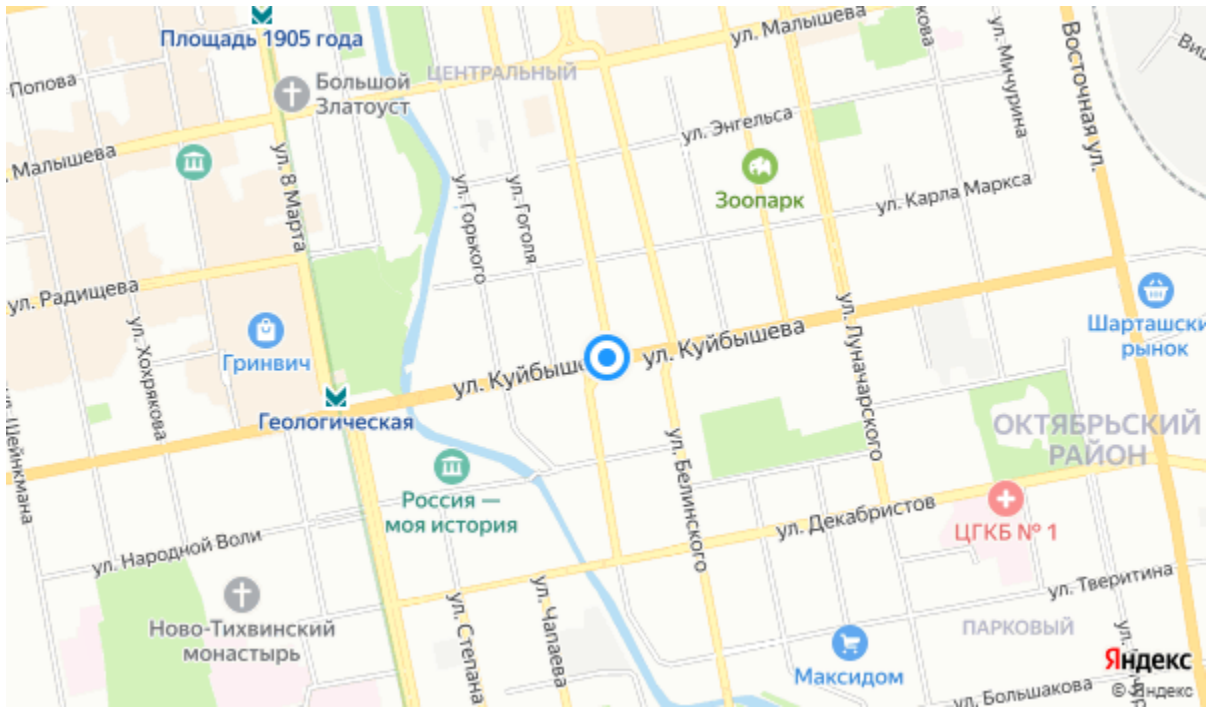 Площадь 1905 года
ул. Малышева
Восточная ул.
ул. Мичурина
Попова
Большой
Златоуст
ЦЕНТРАЛЬНЫЙ
ул. Энгельса
Малышева
ул. 8 Марта
Зоопарк
ул. Карла Маркса
ул. Горького
ул. Гоголя
ул. Радищева
ул. Хохрякова
Гринвич
ул. Куйбышева
ул. Луначарского
Шарташски
рынок
ул. Куйбыше
Геологическая
ул. Шейнкмана
ОКТЯБРЬСКИЙ
РАЙОН
ул. Белинского
Россия —
моя история
ул. Декабристов
ЦГКБ № 1
ул. Народной Воли
ул. Тверитина
Ново-Тихвинский
монастырь
ул. Степана
ул. Чапаева
ПАРКОВЫЙ
Максидом
ул. Большакова
Яндекс
© Яндекс